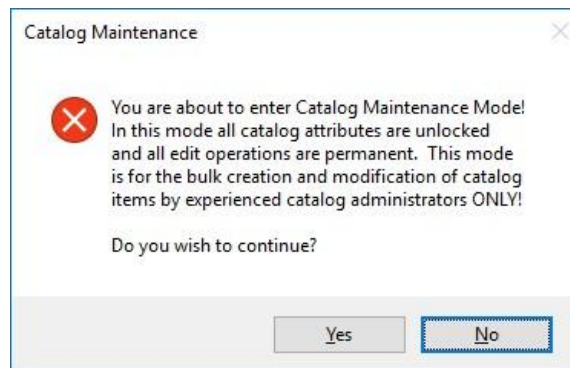 Catalog Maintenance
You are about to enter Catalog Maintenance Mode!
In this mode all catalog attributes are unlocked
and all edit operations are permanent.  This mode
is for the bulk creation and modification of catalog
items by experienced catalog administrators ONLY!
Do you wish to continue?
Yes
No